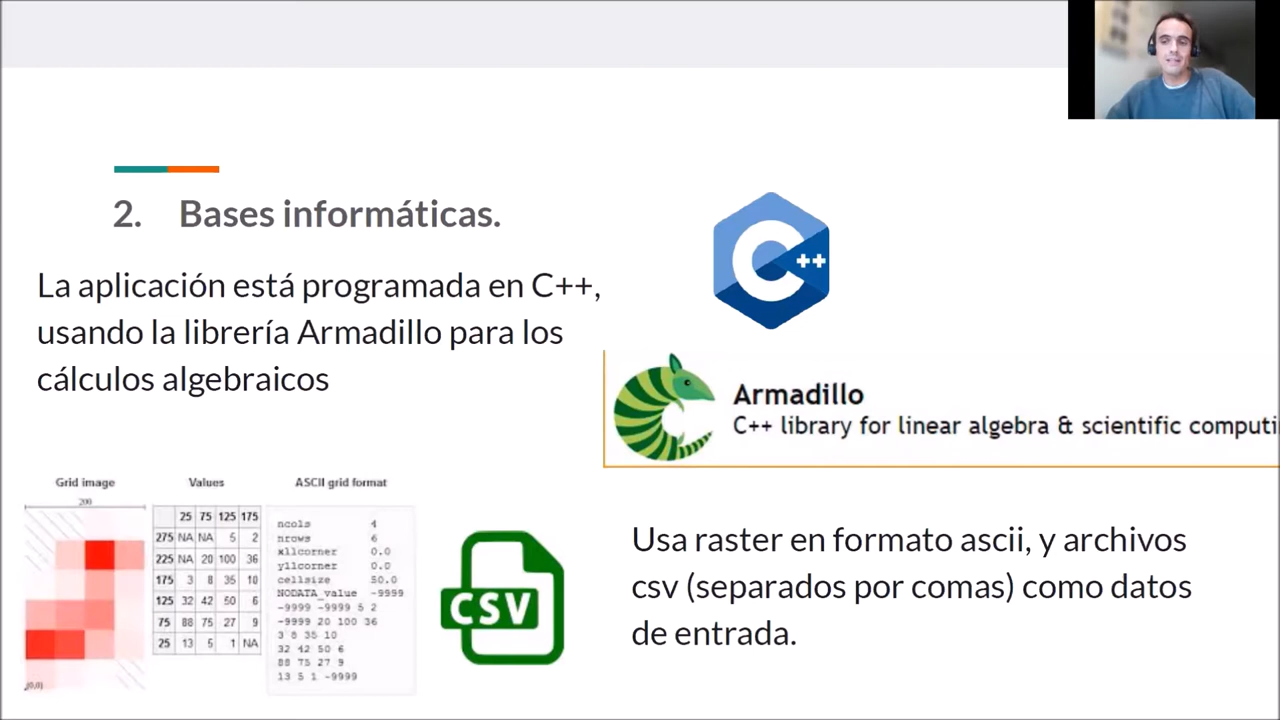 2. Bases informáticas.
La aplicación está programada en C++,
usando la librería Armadillo para los
cálculos algebraicos
C++
Armadillo
C++ library for linear algebra & scientific computi
Grid image
200
(0,0)
Values
25 75 125 175
275 NA NA 5 2
225 NA 20 100 36
175 3 8 35 10
125 32 42 50 6
75 88 75 27 9
25 13 5 1 NA
ASCII grid format
ncols 4
nrows 6
xllcorner 0.0
yllcorner 0.0
cellsize 50.0
NODATA_value -9999
-9999 -9999 5 2
-9999 20 100 36
3 8 35 10
32 42 50 6
88 75 27 9
13 5 1 -9999
CSV
Usa raster en formato ascii, y archivos
csv (separados por comas) como datos
de entrada.